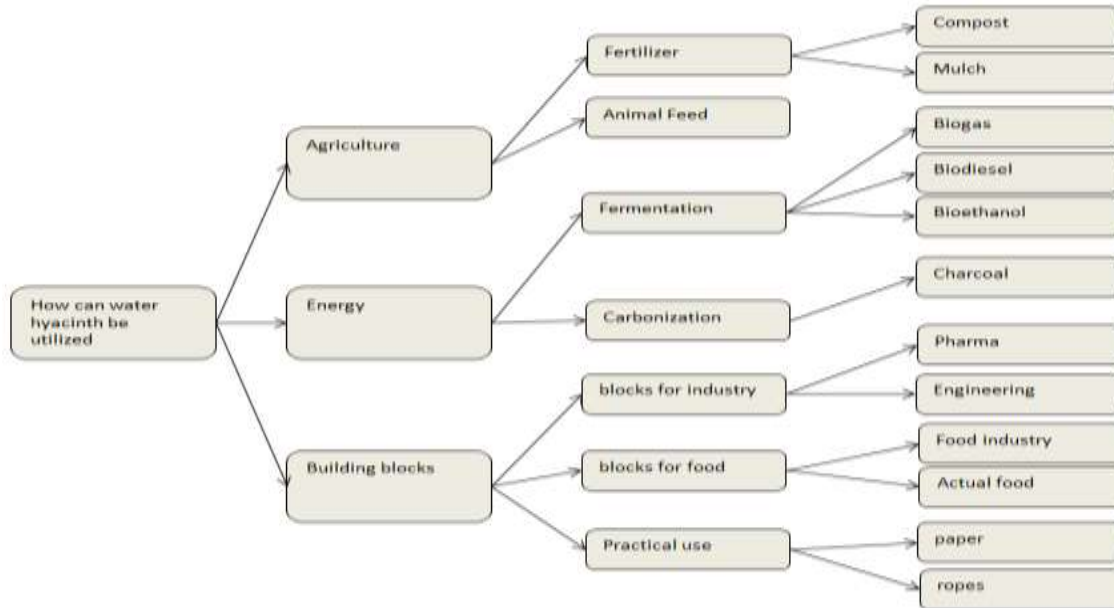 How can water
hyacinth be
utilized
Agriculture
Energy
Building blocks
Fertilizer
Animal Feed
Fermentation
Carbonization
blocks for industry
blocks for food
Practical use
Compost
Mulch
Biogas
Biodiesel
Bioethanol
Charcoal
Pharma
Engineering
Food industry
Actual food
paper
ropes